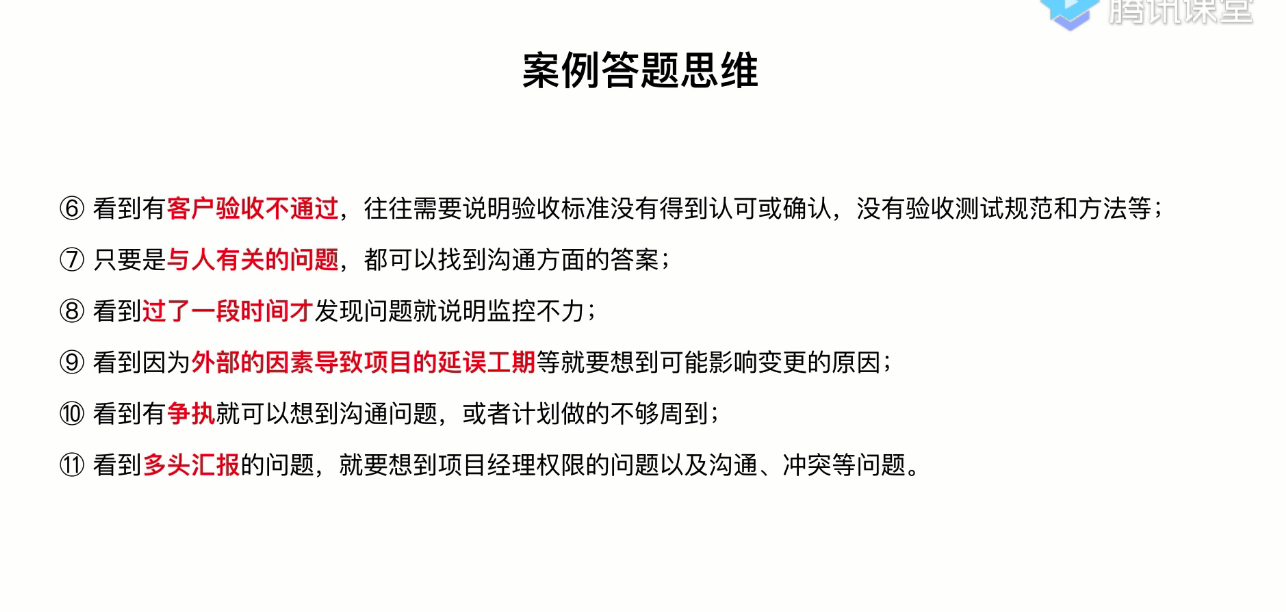 腾讯课堂
案例答题思维
⑥ 看到有客户验收不通过，往往需要说明验收标准没有得到认可或确认，没有验收测试规范和方法等；
⑦ 只要是与人有关的问题，都可以找到沟通方面的答案；
⑧ 看到过了一段时间才发现问题就说明监控不力；
⑨ 看到因为外部的因素导致项目的延误工期等就要想到可能影响变更的原因；
⑩ 看到有争执就可以想到沟通问题，或者计划做的不够周到；
⑪ 看到多头汇报的问题，就要想到项目经理权限的问题以及沟通、冲突等问题。